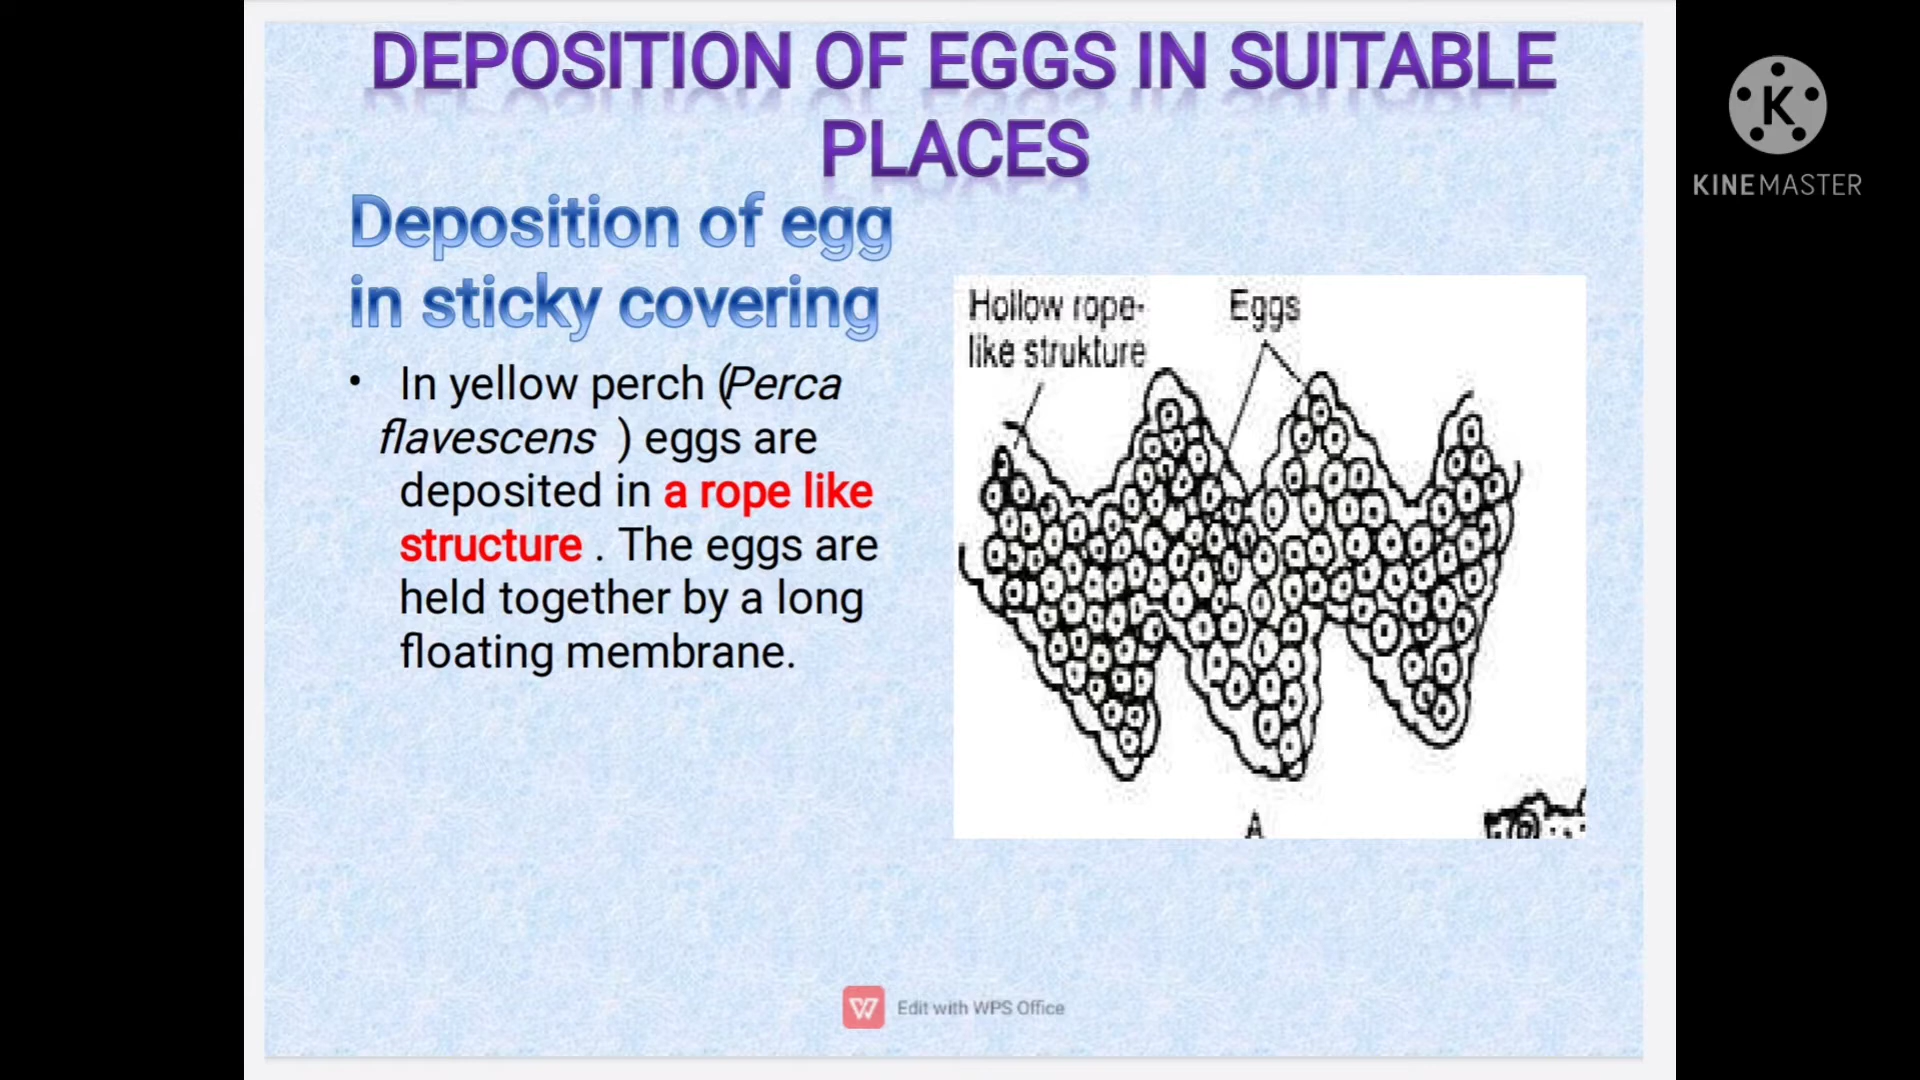 DEPOSITION OF EGGS IN SUITABLE
PLACES
Deposition of egg
in sticky covering
• In yellow perch (Perca
flavescens ) eggs are
deposited in a rope like
structure . The eggs are
held together by a long
floating membrane.
Hollow rope-
like strukture
Eggs
A
Edit with WPS Office
K
KINEMASTER